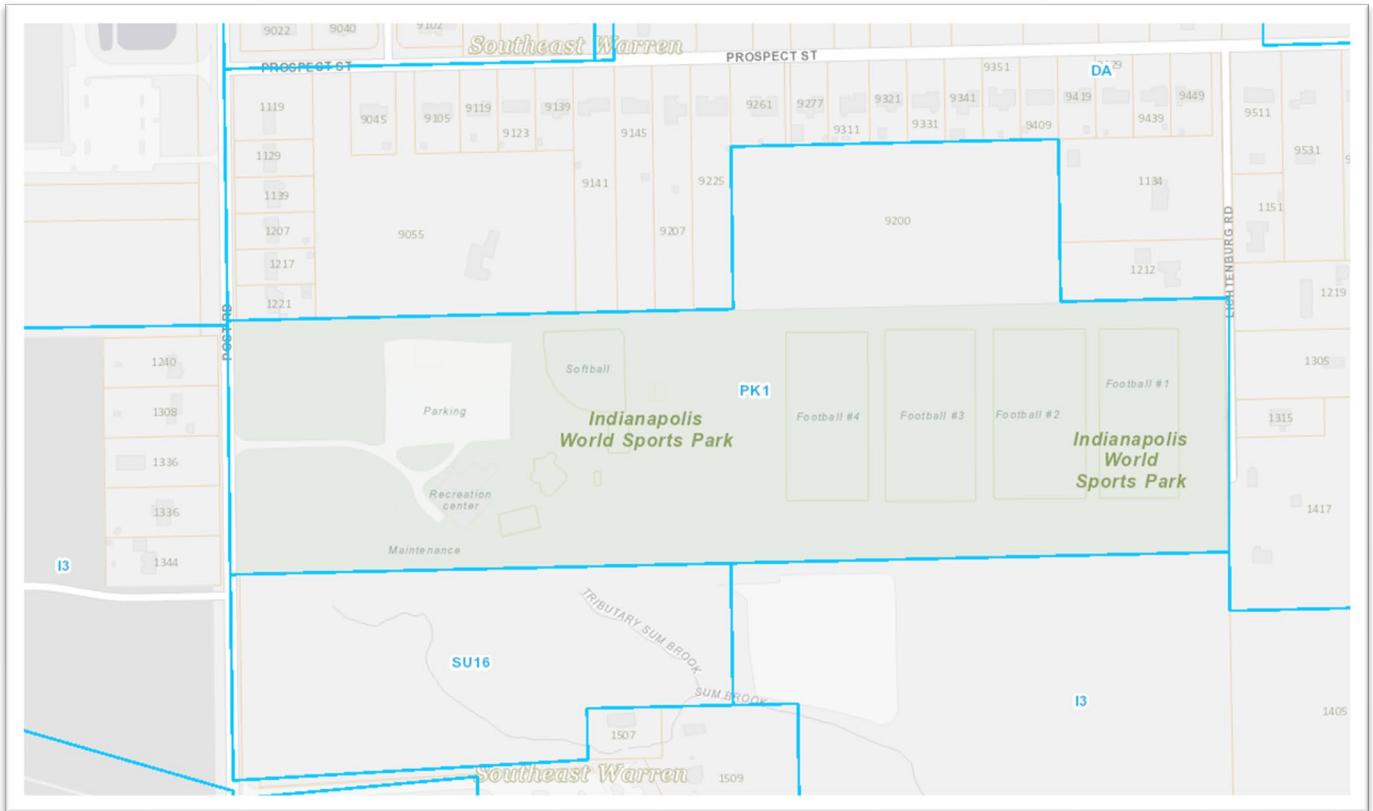 9022
9040
9102
Southeast Warren
PROSPECT ST
PROSPECT ST
9351
DA
1119
9045
9105
9119
9123
9139
9145
9261
9277
9311
9321
9331
9341
9409
9419
9439
9449
9511
9531
1129
1139
1207
1217
1221
9055
9141
9207
9225
9200
1134
1212
1151
1219
LICHTENBURG RD
POST RD
1240
1308
1336
1336
1344
I3
Parking
Softball
PK1
Indianapolis
World Sports Park
Recreation
center
Maintenance
Football #4
Football #3
Football #2
Football #1
Indianapolis
World
Sports Park
1305
1315
1417
TRIBUTARY SUM BROOK
SU16
SUM BROOK
I3
1405
1507
Southeast Warren
1509